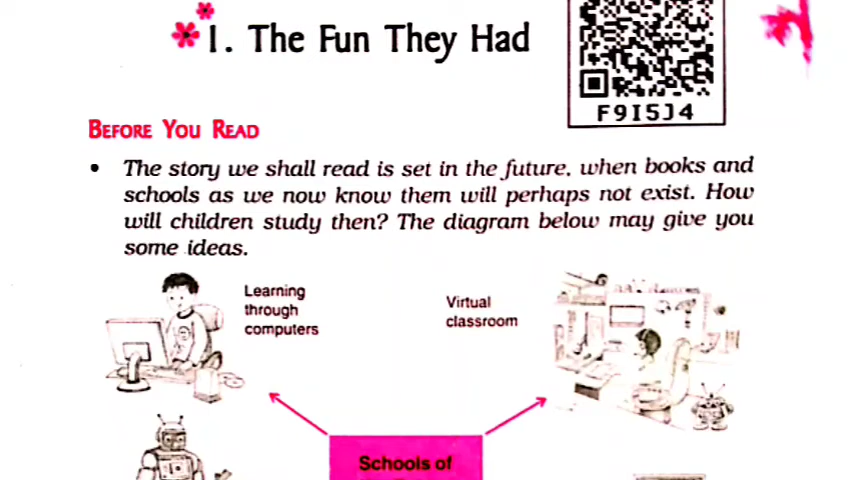 1. The Fun They Had
F9I5J4
BEFORE YOU READ
• The story we shall read is set in the future, when books and
schools as we now know them will perhaps not exist. How
will children study then? The diagram below may give you
some ideas.
Learning
through
computers
Virtual
classroom
Schools of